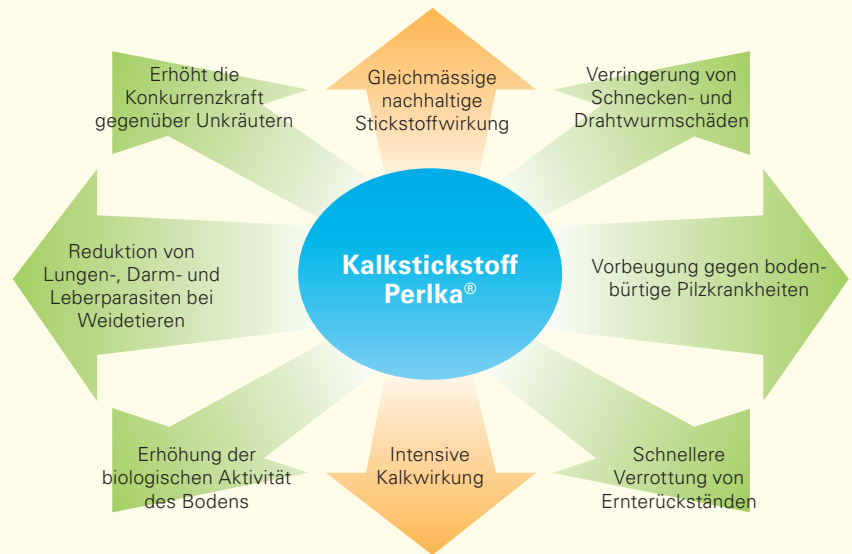 Erhöht die
Konkurrenzkraft
gegenüber Unkräutern
Gleichmässige
nachhaltige
Stickstoffwirkung
Verringerung von
Schnecken- und
Drahtwurmschäden
Reduktion von
Lungen-, Darm- und
Leberparasiten bei
Weidetieren
Kalkstickstoff
Perlka®
Vorbeugung gegen boden-
bürtige Pilzkrankheiten
Erhöhung der
biologischen Aktivität
des Bodens
Intensive
Kalkwirkung
Schnellere
Verrottung von
Ernterückständen